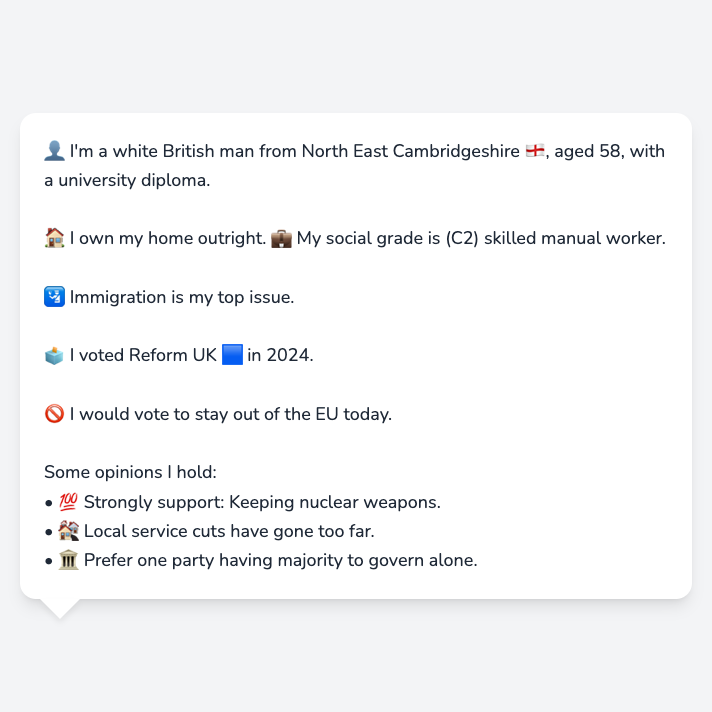 👤 I'm a white British man from North East Cambridgeshire 🏴󠁧󠁢󠁥󠁮󠁧󠁿, aged 58, with
a university diploma.
🏠 I own my home outright. 💼 My social grade is (C2) skilled manual worker.
🛂 Immigration is my top issue.
🗳️ I voted Reform UK 🟦 in 2024.
🚫 I would vote to stay out of the EU today.
Some opinions I hold:
• 💯 Strongly support: Keeping nuclear weapons.
• 🏚️ Local service cuts have gone too far.
• 🏛️ Prefer one party having majority to govern alone.